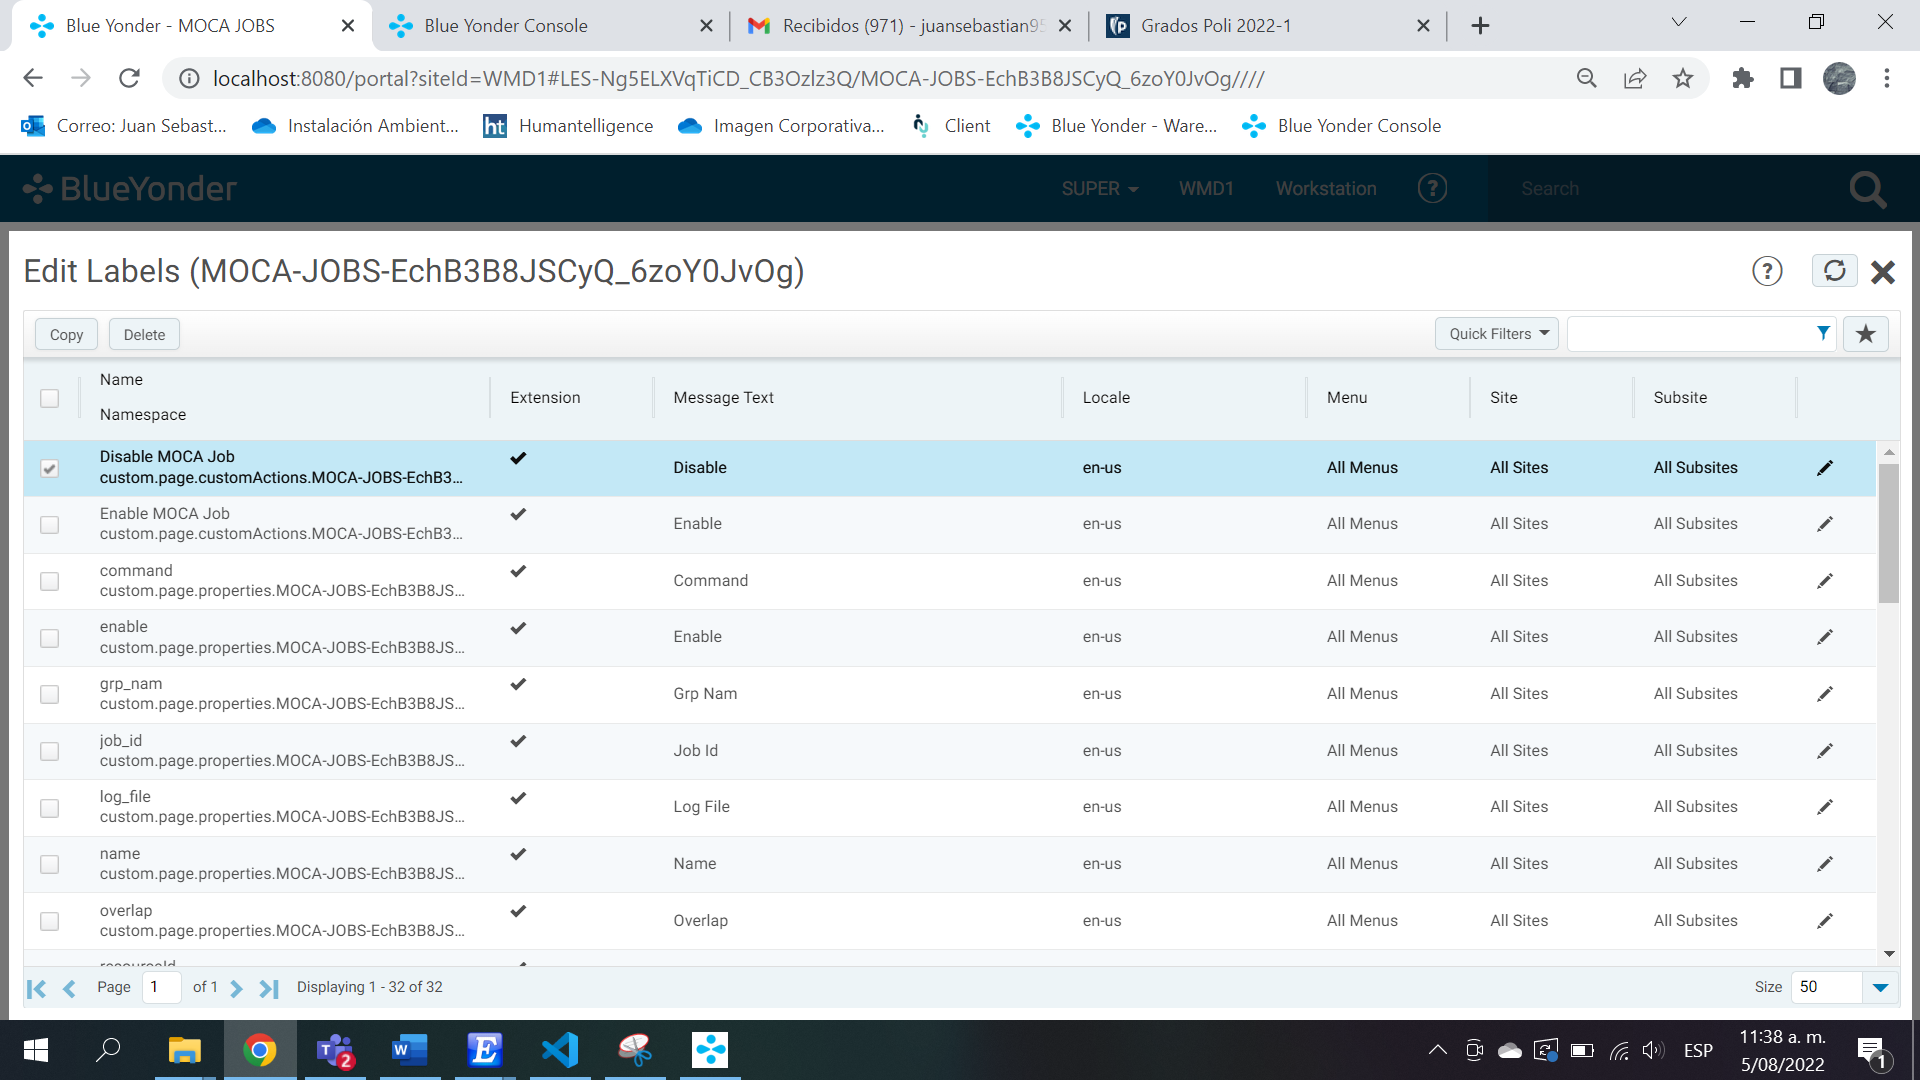 Blue Yonder - MOCA JOBS
Blue Yonder Console
Recibidos (971) - juansebastian95
Grados Poli 2022-1
localhost:8080/portal?siteId=WMD1#LES-Ng5ELXVqTiCD_CB3Ozlz3Q/MOCA-JOBS-EchB3B8JSCyQ_6zoY0JvOg////
Correo: Juan Sebast...
Instalación Ambient...
ht Humantelligence
Imagen Corporativa...
Client
Blue Yonder - Ware...
Blue Yonder Console
BlueYonder
SUPER
WMD1
Workstation
?
Search
Edit Labels (MOCA-JOBS-EchB3B8JSCyQ_6zoY0JvOg)
?
Copy
Delete
Quick Filters
Name
Namespace
Extension
Message Text
Locale
Menu
Site
Subsite
Disable MOCA Job
custom.page.customActions.MOCA-JOBS-EchB3...
Disable
en-us
All Menus
All Sites
All Subsites
Enable MOCA Job
custom.page.customActions.MOCA-JOBS-EchB3...
Enable
en-us
All Menus
All Sites
All Subsites
command
custom.page.properties.MOCA-JOBS-EchB3B8JS...
Command
en-us
All Menus
All Sites
All Subsites
enable
custom.page.properties.MOCA-JOBS-EchB3B8JS...
Enable
en-us
All Menus
All Sites
All Subsites
grp_nam
custom.page.properties.MOCA-JOBS-EchB3B8JS...
Grp Nam
en-us
All Menus
All Sites
All Subsites
job_id
custom.page.properties.MOCA-JOBS-EchB3B8JS...
Job Id
en-us
All Menus
All Sites
All Subsites
log_file
custom.page.properties.MOCA-JOBS-EchB3B8JS...
Log File
en-us
All Menus
All Sites
All Subsites
name
custom.page.properties.MOCA-JOBS-EchB3B8JS...
Name
en-us
All Menus
All Sites
All Subsites
overlap
custom.page.properties.MOCA-JOBS-EchB3B8JS...
Overlap
en-us
All Menus
All Sites
All Subsites
Page 1 of 1
Displaying 1 - 32 of 32
Size 50
T
2
W
E
ESP
11:38 a. m.
5/08/2022
1